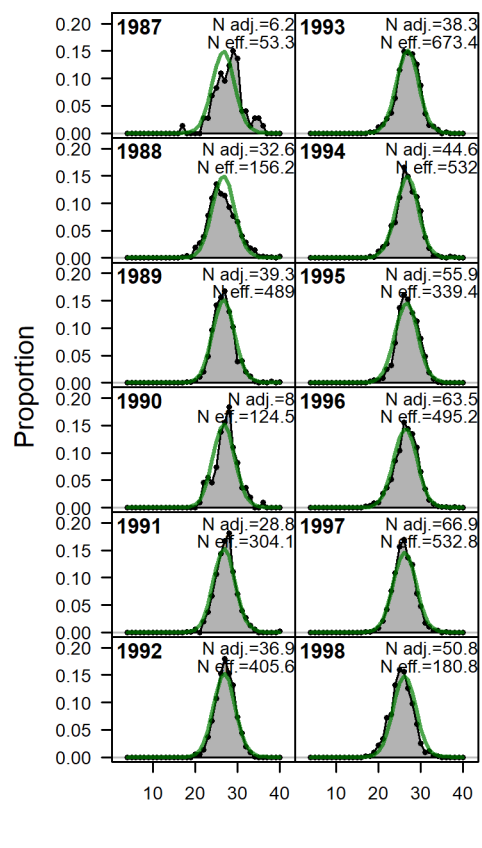 Proportion
0.20
0.15
0.10
0.05
0.00
1987
N adj.=6.2
N eff.=53.3
1993
N adj.=38.3
N eff.=673.4
0.20
0.15
0.10
0.05
0.00
1988
N adj.=32.6
N eff.=156.2
1994
N adj.=44.6
N eff.=532
0.20
0.15
0.10
0.05
0.00
1989
N adj.=39.3
N eff.=489
1995
N adj.=55.9
N eff.=339.4
0.20
0.15
0.10
0.05
0.00
1990
N adj.=8
N eff.=124.5
1996
N adj.=63.5
N eff.=495.2
0.20
0.15
0.10
0.05
0.00
1991
N adj.=28.8
N eff.=304.1
1997
N adj.=66.9
N eff.=532.8
0.20
0.15
0.10
0.05
0.00
1992
N adj.=36.9
N eff.=405.6
1998
N adj.=50.8
N eff.=180.8
10 20 30 40 10 20 30 40